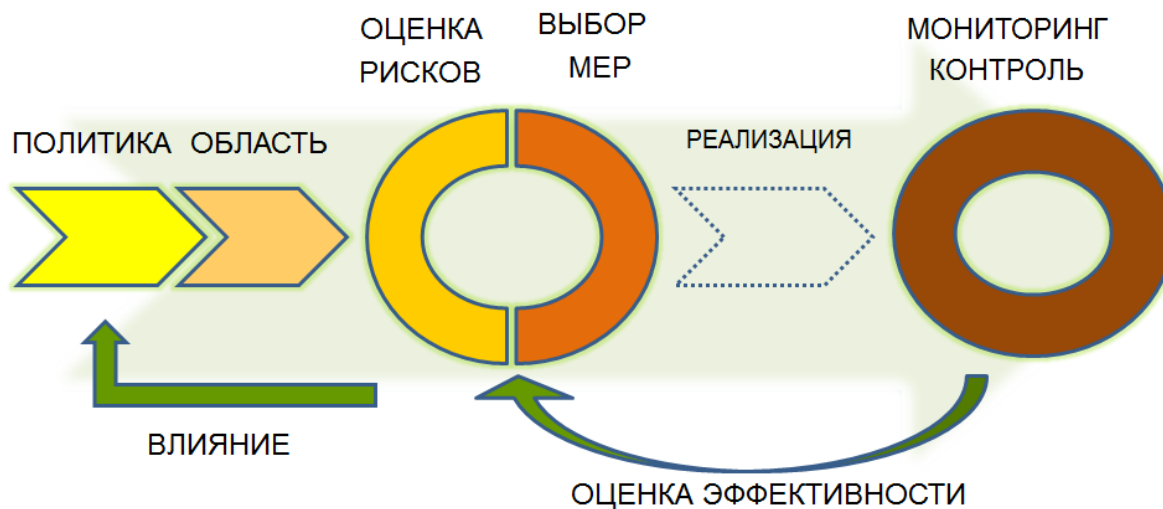 ОЦЕНКА
РИСКОВ
ВЫБОР
МЕР
МОНИТОРИНГ
КОНТРОЛЬ
ПОЛИТИКА
ОБЛАСТЬ
РЕАЛИЗАЦИЯ
ВЛИЯНИЕ
ОЦЕНКА ЭФФЕКТИВНОСТИ